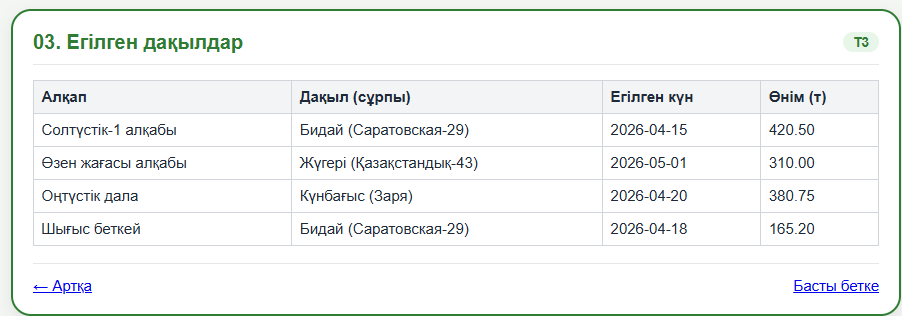 03. Егілген дақылдар T3
Алқап Дақыл (сұрпы) Егілген күн Өнім (т)
Солтүстік-1 алқабы Бидай (Саратовская-29) 2026-04-15 420.50
Өзен жағасы алқабы Жүгері (Қазақстандық-43) 2026-05-01 310.00
Оңтүстік дала Күнбағыс (Заря) 2026-04-20 380.75
Шығыс беткей Бидай (Саратовская-29) 2026-04-18 165.20
← Артқа Басты бетке